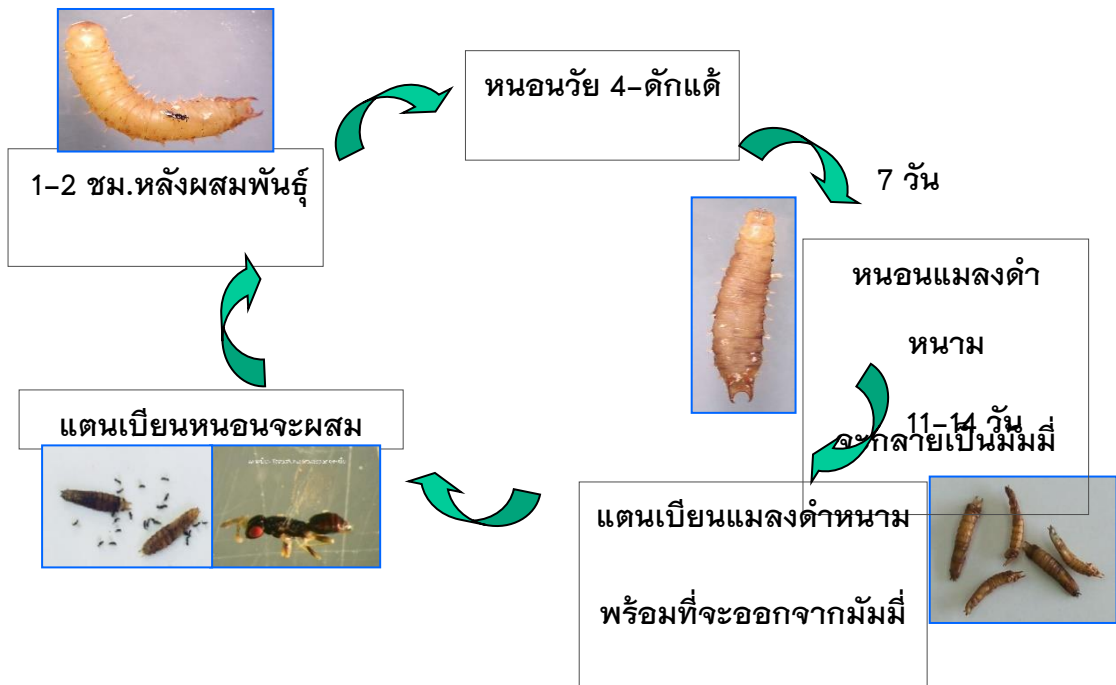 หนอนวัย 4-ดักแด้
1-2 ชม.หลังผสมพันธุ์
7 วัน
หนอนแมลงดำ
หนาม
จะกลายเป็นมัมมี่
11-14 วัน
แตนเบียนแมลงดำหนาม
พร้อมที่จะออกจากมัมมี่
แตนเบียนหนอนจะผสม